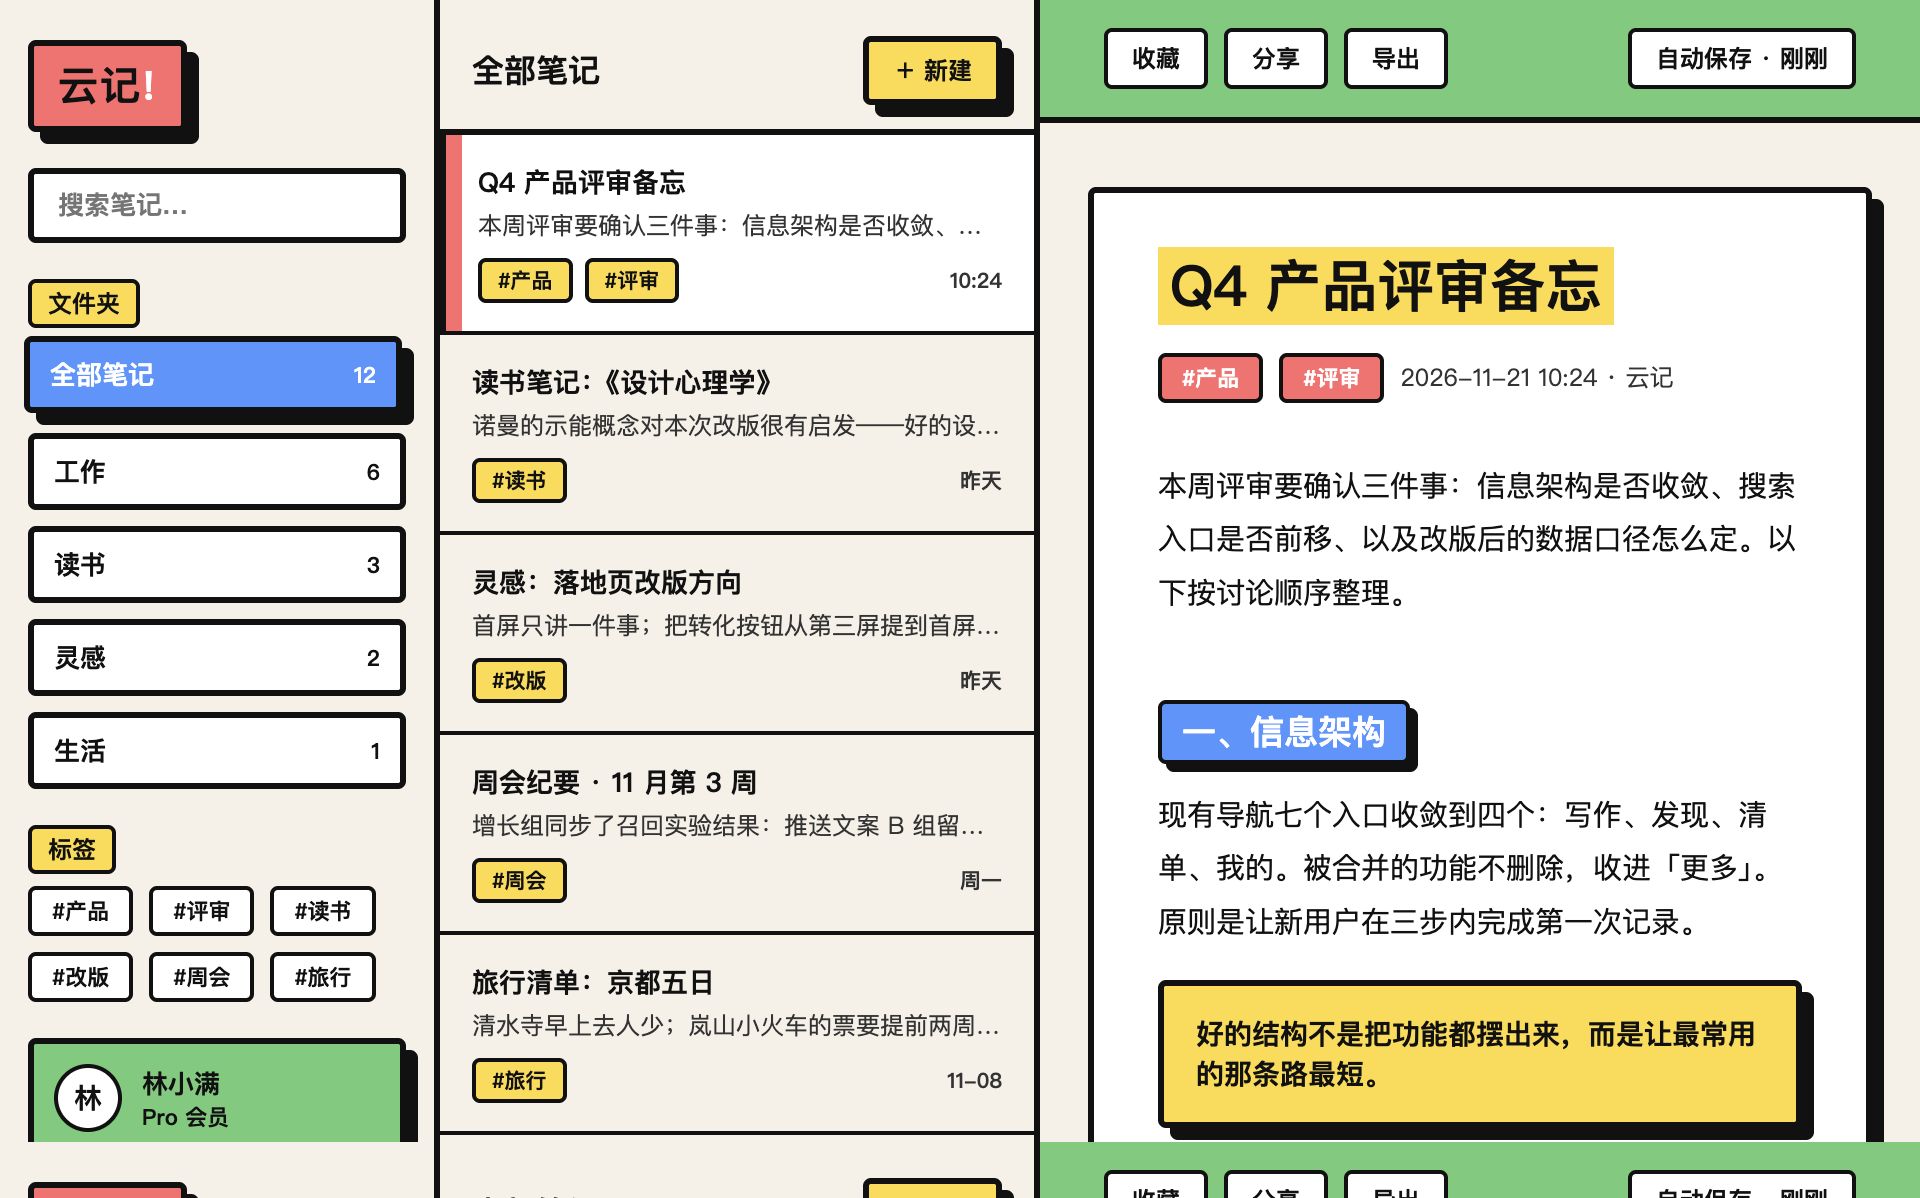 云记!
搜索笔记...
文件夹
全部笔记 12
工作 6
读书 3
灵感 2
生活 1
标签
#产品 #评审 #读书
#改版 #周会 #旅行
林
林小满
Pro 会员
全部笔记
+ 新建
Q4 产品评审备忘
本周评审要确认三件事：信息架构是否收敛、...
#产品 #评审 10:24
读书笔记：《设计心理学》
诺曼的示能概念对本次改版很有启发——好的设...
#读书 昨天
灵感：落地页改版方向
首屏只讲一件事；把转化按钮从第三屏提到首屏...
#改版 昨天
周会纪要 · 11 月第 3 周
增长组同步了召回实验结果：推送文案 B 组留...
#周会 周一
旅行清单：京都五日
清水寺早上去人少；岚山小火车的票要提前两周...
#旅行 11-08
收藏 分享 导出 自动保存 · 刚刚
Q4 产品评审备忘
#产品 #评审 2026-11-21 10:24 · 云记
本周评审要确认三件事：信息架构是否收敛、搜索
入口是否前移、以及改版后的数据口径怎么定。以
下按讨论顺序整理。
一、信息架构
现有导航七个入口收敛到四个：写作、发现、清
单、我的。被合并的功能不删除，收进「更多」。
原则是让新用户在三步内完成第一次记录。
好的结构不是把功能都摆出来，而是让最常用
的那条路最短。
收藏 分享 导出 自动保存 · 刚刚